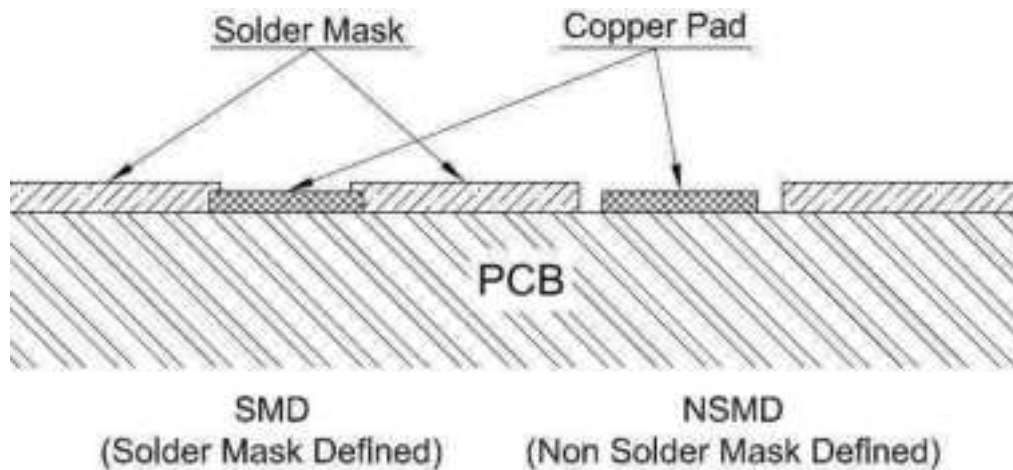 Solder Mask
Copper Pad
PCB
SMD
(Solder Mask Defined)
NSMD
(Non Solder Mask Defined)